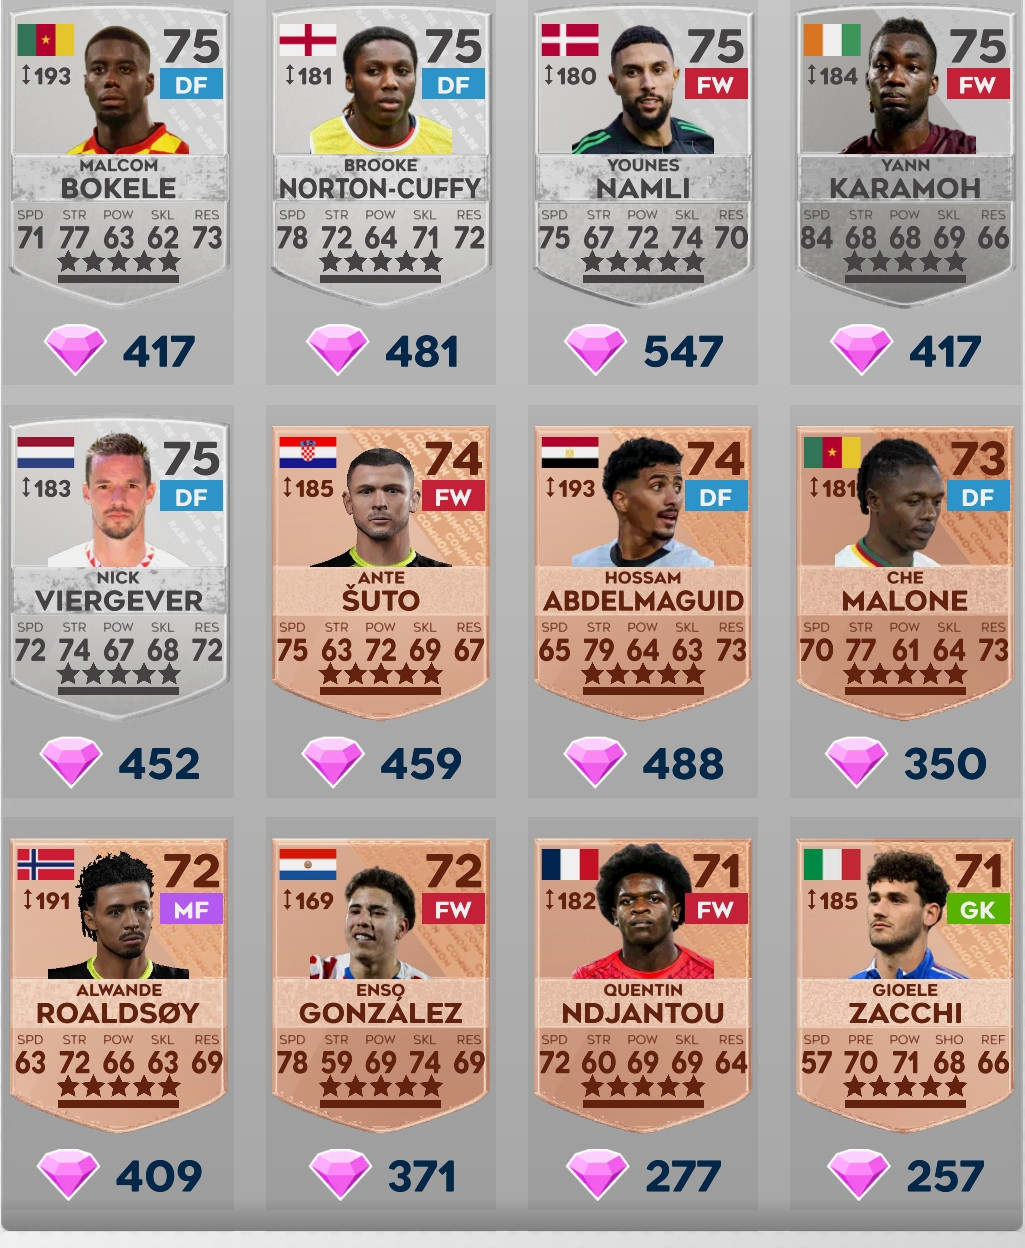 75
193
DF
MALCOM
BOKELE
SPD STR POW SKL RES
71 77 63 62 73
417
75
181
DF
BROOKE
NORTON-CUFFY
SPD STR POW SKL RES
78 72 64 71 72
481
75
180
FW
YOUNES
NAMLI
SPD STR POW SKL RES
75 67 72 74 70
547
75
184
FW
YANN
KARAMOH
SPD STR POW SKL RES
84 68 68 69 66
417
75
183
DF
NICK
VIERGEVER
SPD STR POW SKL RES
72 74 67 68 72
452
74
185
FW
ANTE
ŠUTO
SPD STR POW SKL RES
75 63 72 69 67
459
74
193
DF
HOSSAM
ABDELMAGUID
SPD STR POW SKL RES
65 79 64 63 73
488
73
181
DF
CHE
MALONE
SPD STR POW SKL RES
70 77 61 64 73
350
72
191
MF
ALWANDE
ROALDSØY
SPD STR POW SKL RES
63 72 66 63 69
409
72
169
FW
ENSO
GONZÁLEZ
SPD STR POW SKL RES
78 59 69 74 69
371
71
182
FW
QUENTIN
NDJANTOU
SPD STR POW SKL RES
72 60 69 69 64
277
71
185
GK
GIOELE
ZACCHI
SPD PRE POW SHO REF
57 70 71 68 66
257